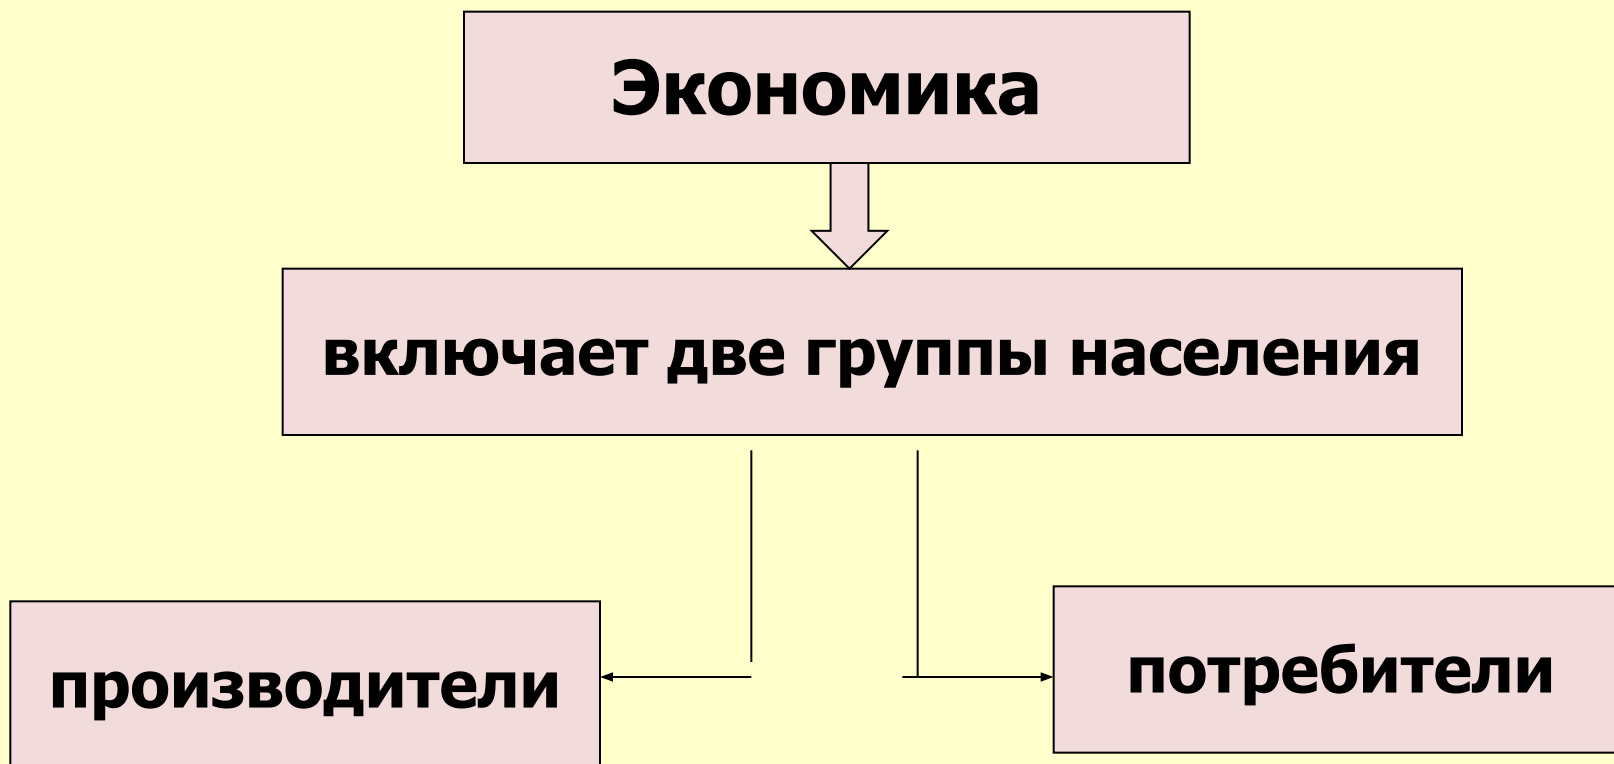 Экономика
включает две группы населения
производители
потребители